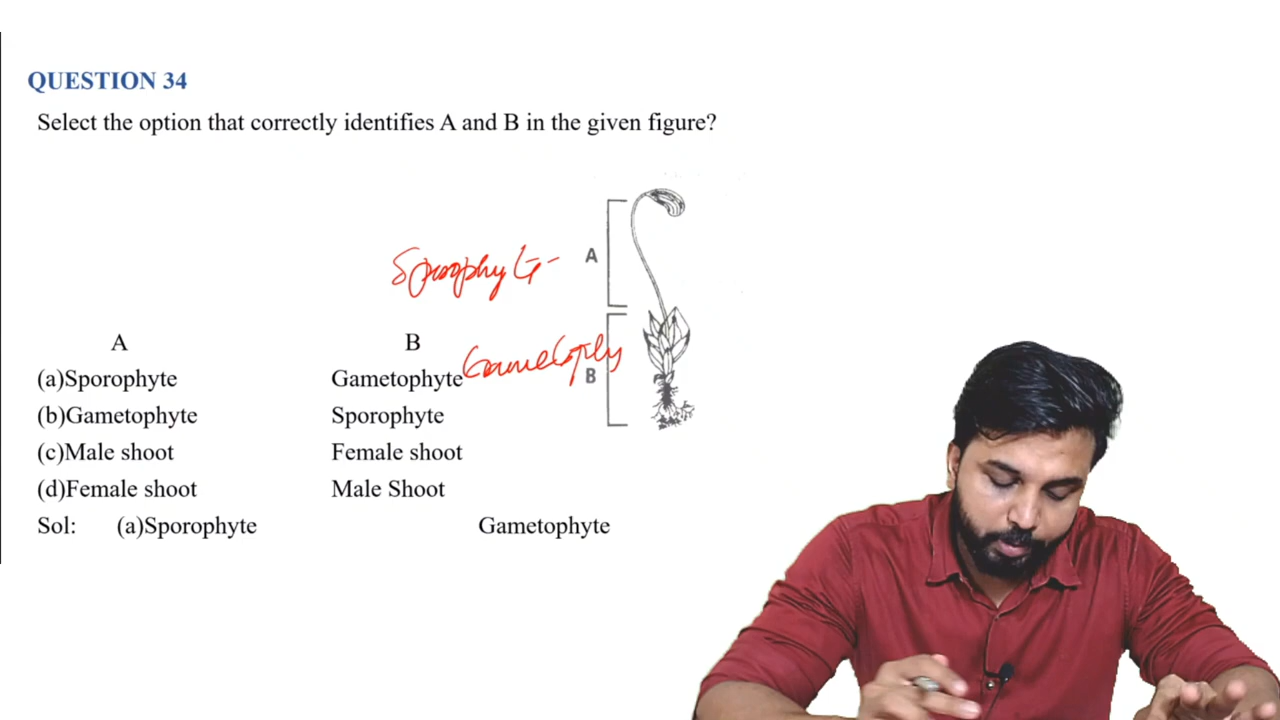 QUESTION 34
Select the option that correctly identifies A and B in the given figure?
Sporophyte
A
A B
(a)Sporophyte Gametophyte
Gametophy
B
(b)Gametophyte Sporophyte
(c)Male shoot Female shoot
(d)Female shoot Male Shoot
Sol: (a)Sporophyte Gametophyte